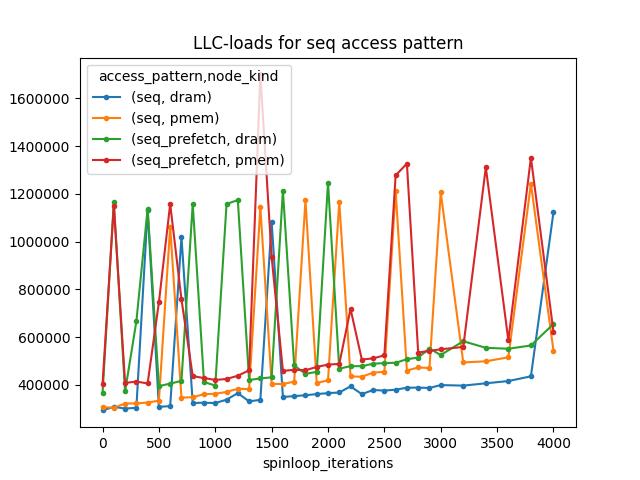 LLC-loads for seq access pattern
access_pattern,node_kind
(seq, dram)
(seq, pmem)
(seq_prefetch, dram)
(seq_prefetch, pmem)
1600000
1400000
1200000
1000000
800000
600000
400000
0 500 1000 1500 2000 2500 3000 3500 4000
spinloop_iterations